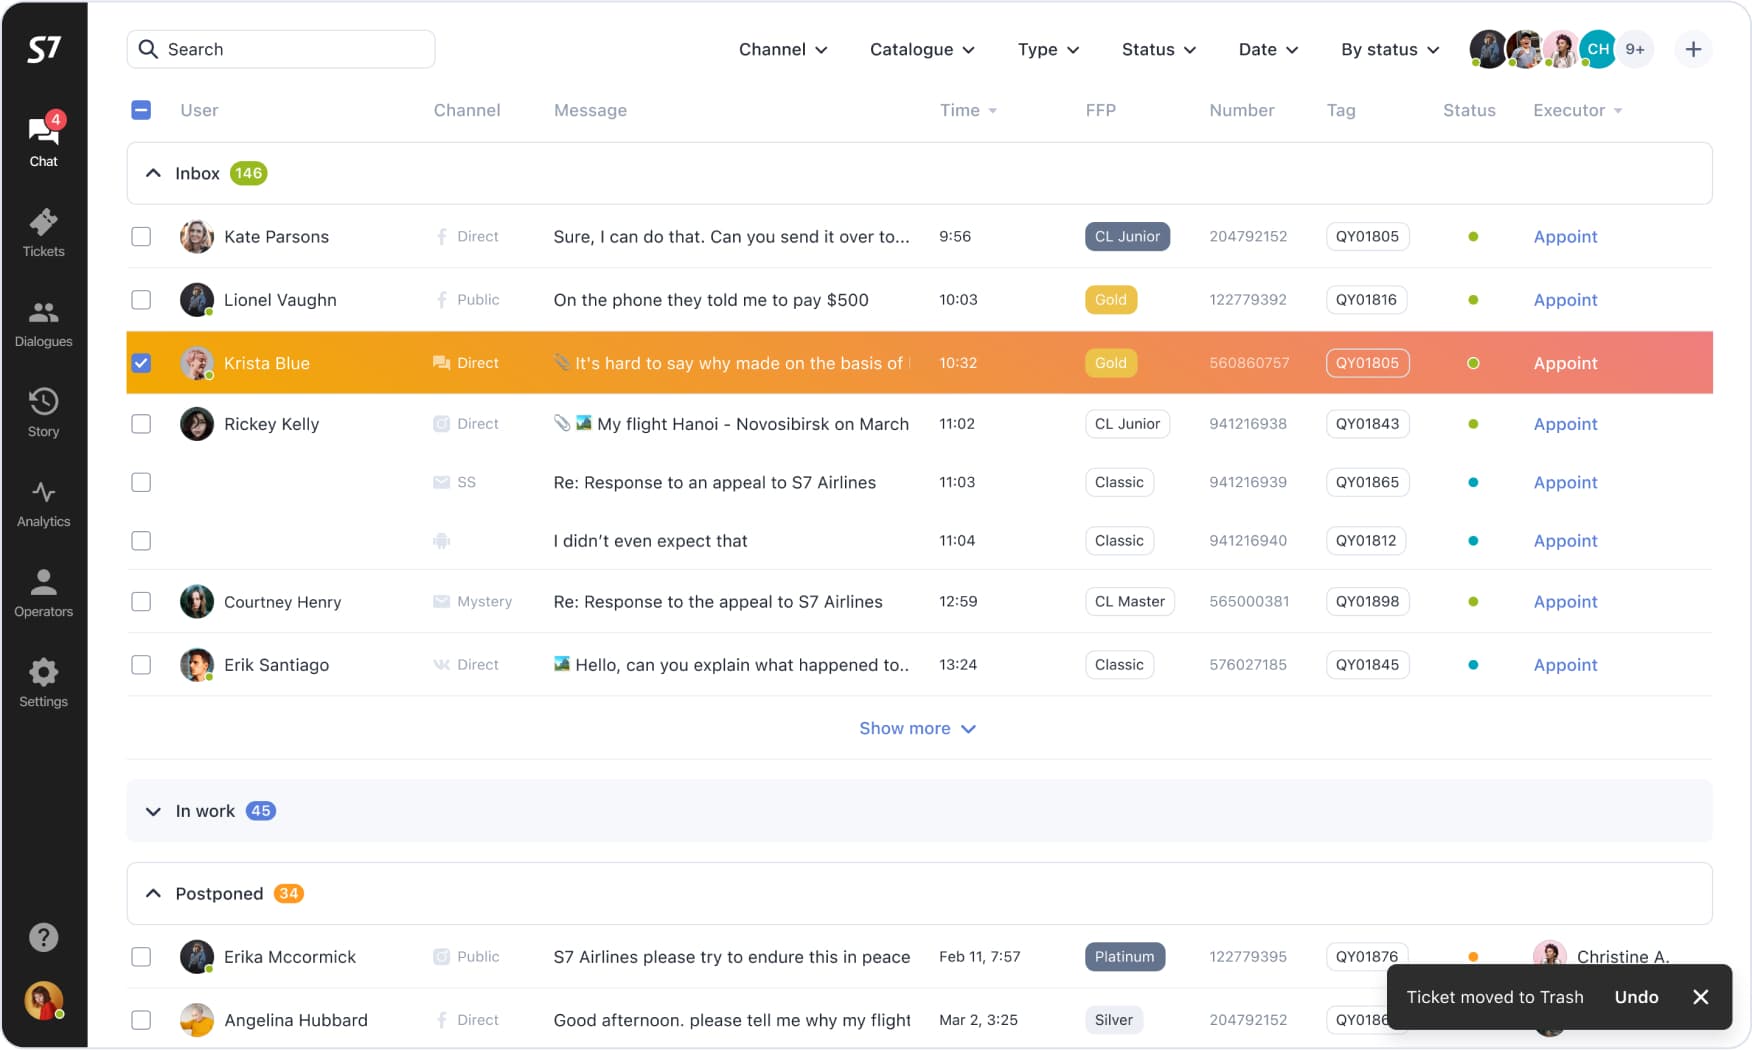 S7
Search
Channel Catalogue Type Status Date By status CH 9+
User Channel Message Time FFP Number Tag Status Executor
4
Chat
Tickets
Dialogues
Story
Analytics
Operators
Settings
Inbox 146
Kate Parsons Direct Sure, I can do that. Can you send it over to... 9:56 CL Junior 204792152 QY01805 Appoint
Lionel Vaughn Public On the phone they told me to pay $500 10:03 Gold 122779392 QY01816 Appoint
Krista Blue Direct It's hard to say why made on the basis of 10:32 Gold 560860757 QY01805 Appoint
Rickey Kelly Direct My flight Hanoi - Novosibirsk on March 11:02 CL Junior 941216938 QY01843 Appoint
SS Re: Response to an appeal to S7 Airlines 11:03 Classic 941216939 QY01865 Appoint
I didn’t even expect that 11:04 Classic 941216940 QY01812 Appoint
Courtney Henry Mystery Re: Response to the appeal to S7 Airlines 12:59 CL Master 565000381 QY01898 Appoint
Erik Santiago Direct Hello, can you explain what happened to.. 13:24 Classic 576027185 QY01845 Appoint
Show more
In work 45
Postponed 34
Erika Mccormick Public S7 Airlines please try to endure this in peace Feb 11, 7:57 Platinum 122779395 QY01876 Christine A.
Angelina Hubbard Direct Good afternoon. please tell me why my flight Mar 2, 3:25 Silver 204792152
Ticket moved to Trash Undo
?